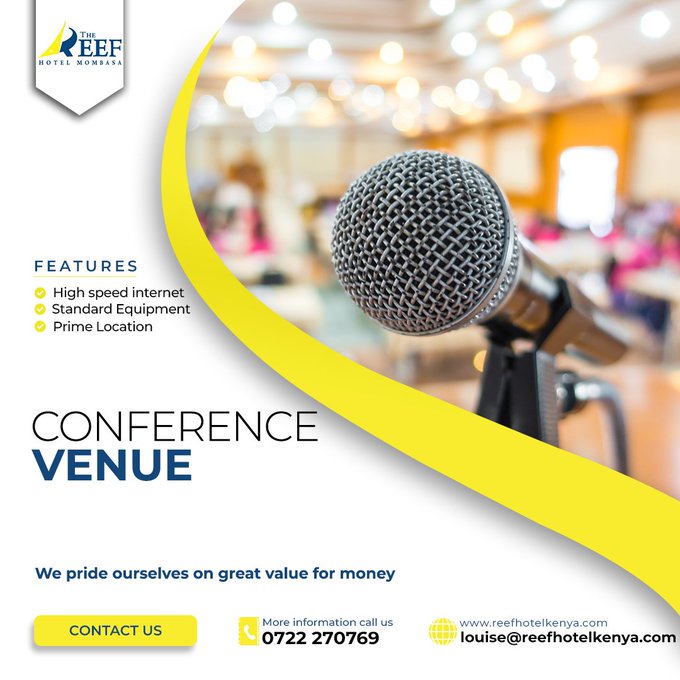 THE
REEF
HOTEL MOMBASA
FEATURES
High speed internet
Standard Equipment
Prime Location
CONFERENCE
VENUE
We pride ourselves on great value for money
CONTACT US
More information call us
0722 270769
www.reefhotelkenya.com
louise@reefhotelkenya.com